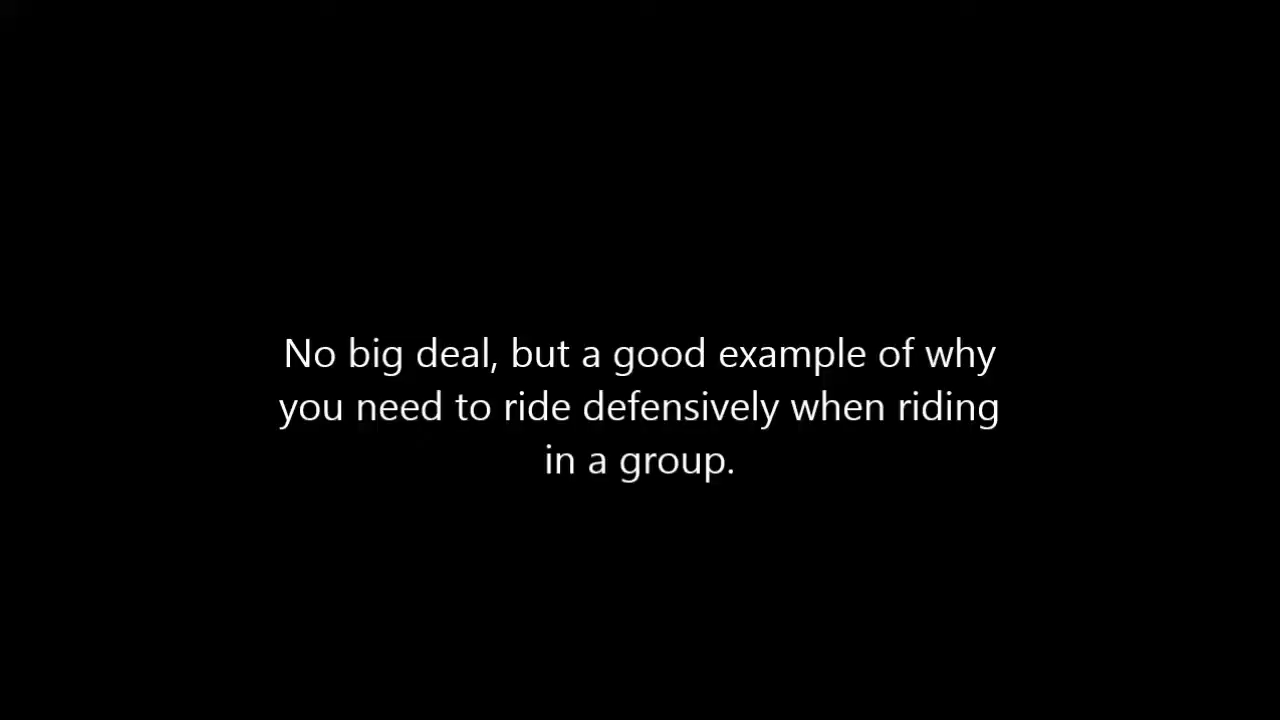 No big deal, but a good example of why
you need to ride defensively when riding
in a group.